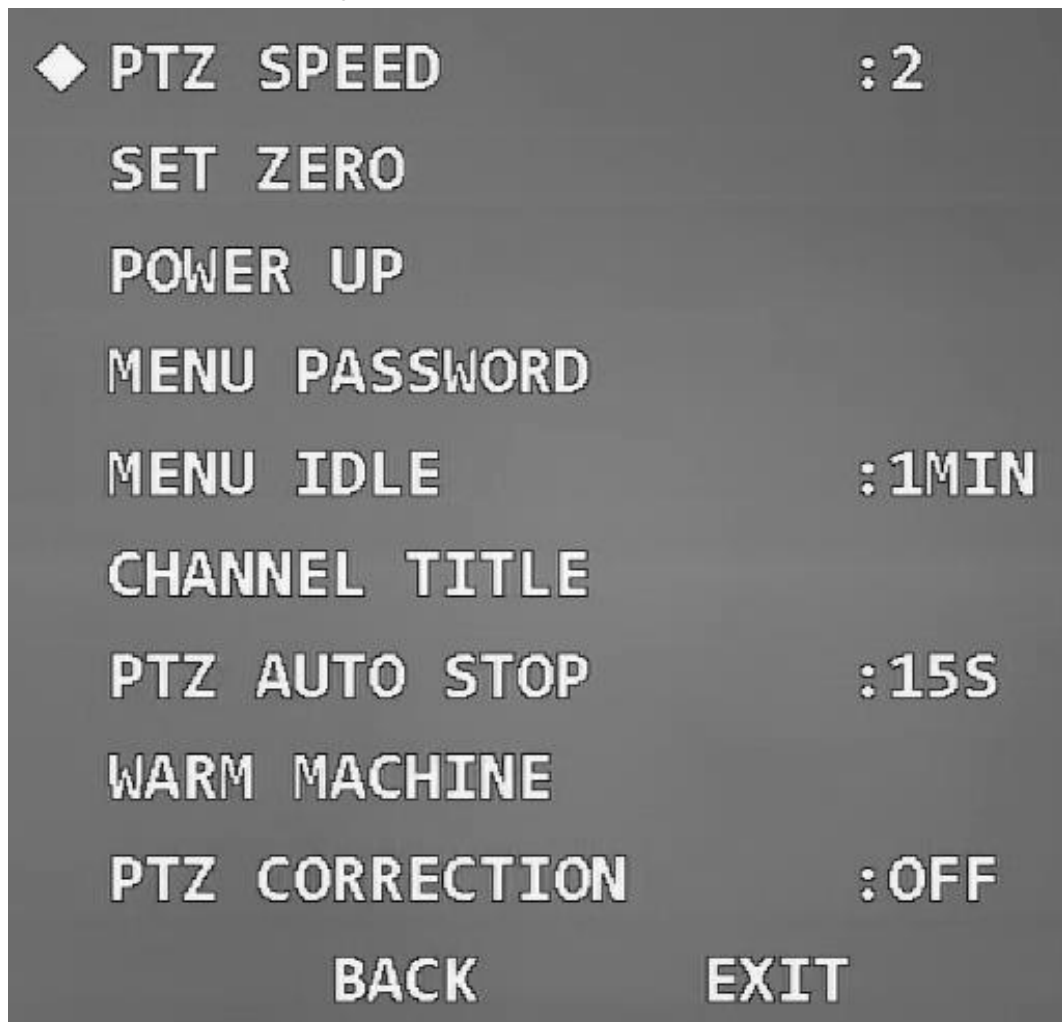 PTZ SPEED :2
SET ZERO
POWER UP
MENU PASSWORD
MENU IDLE :1MIN
CHANNEL TITLE
PTZ AUTO STOP :15S
WARM MACHINE
PTZ CORRECTION :OFF
BACK EXIT